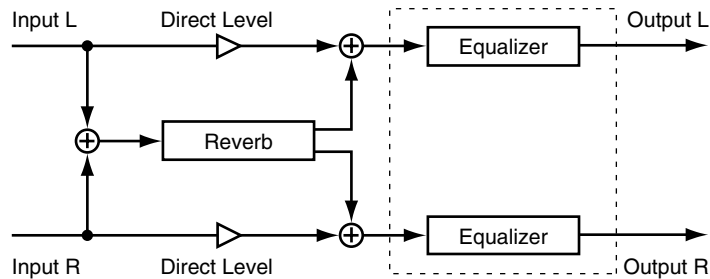 Input L
Direct Level
Output L
Equalizer
Reverb
Equalizer
Input R
Direct Level
Output R